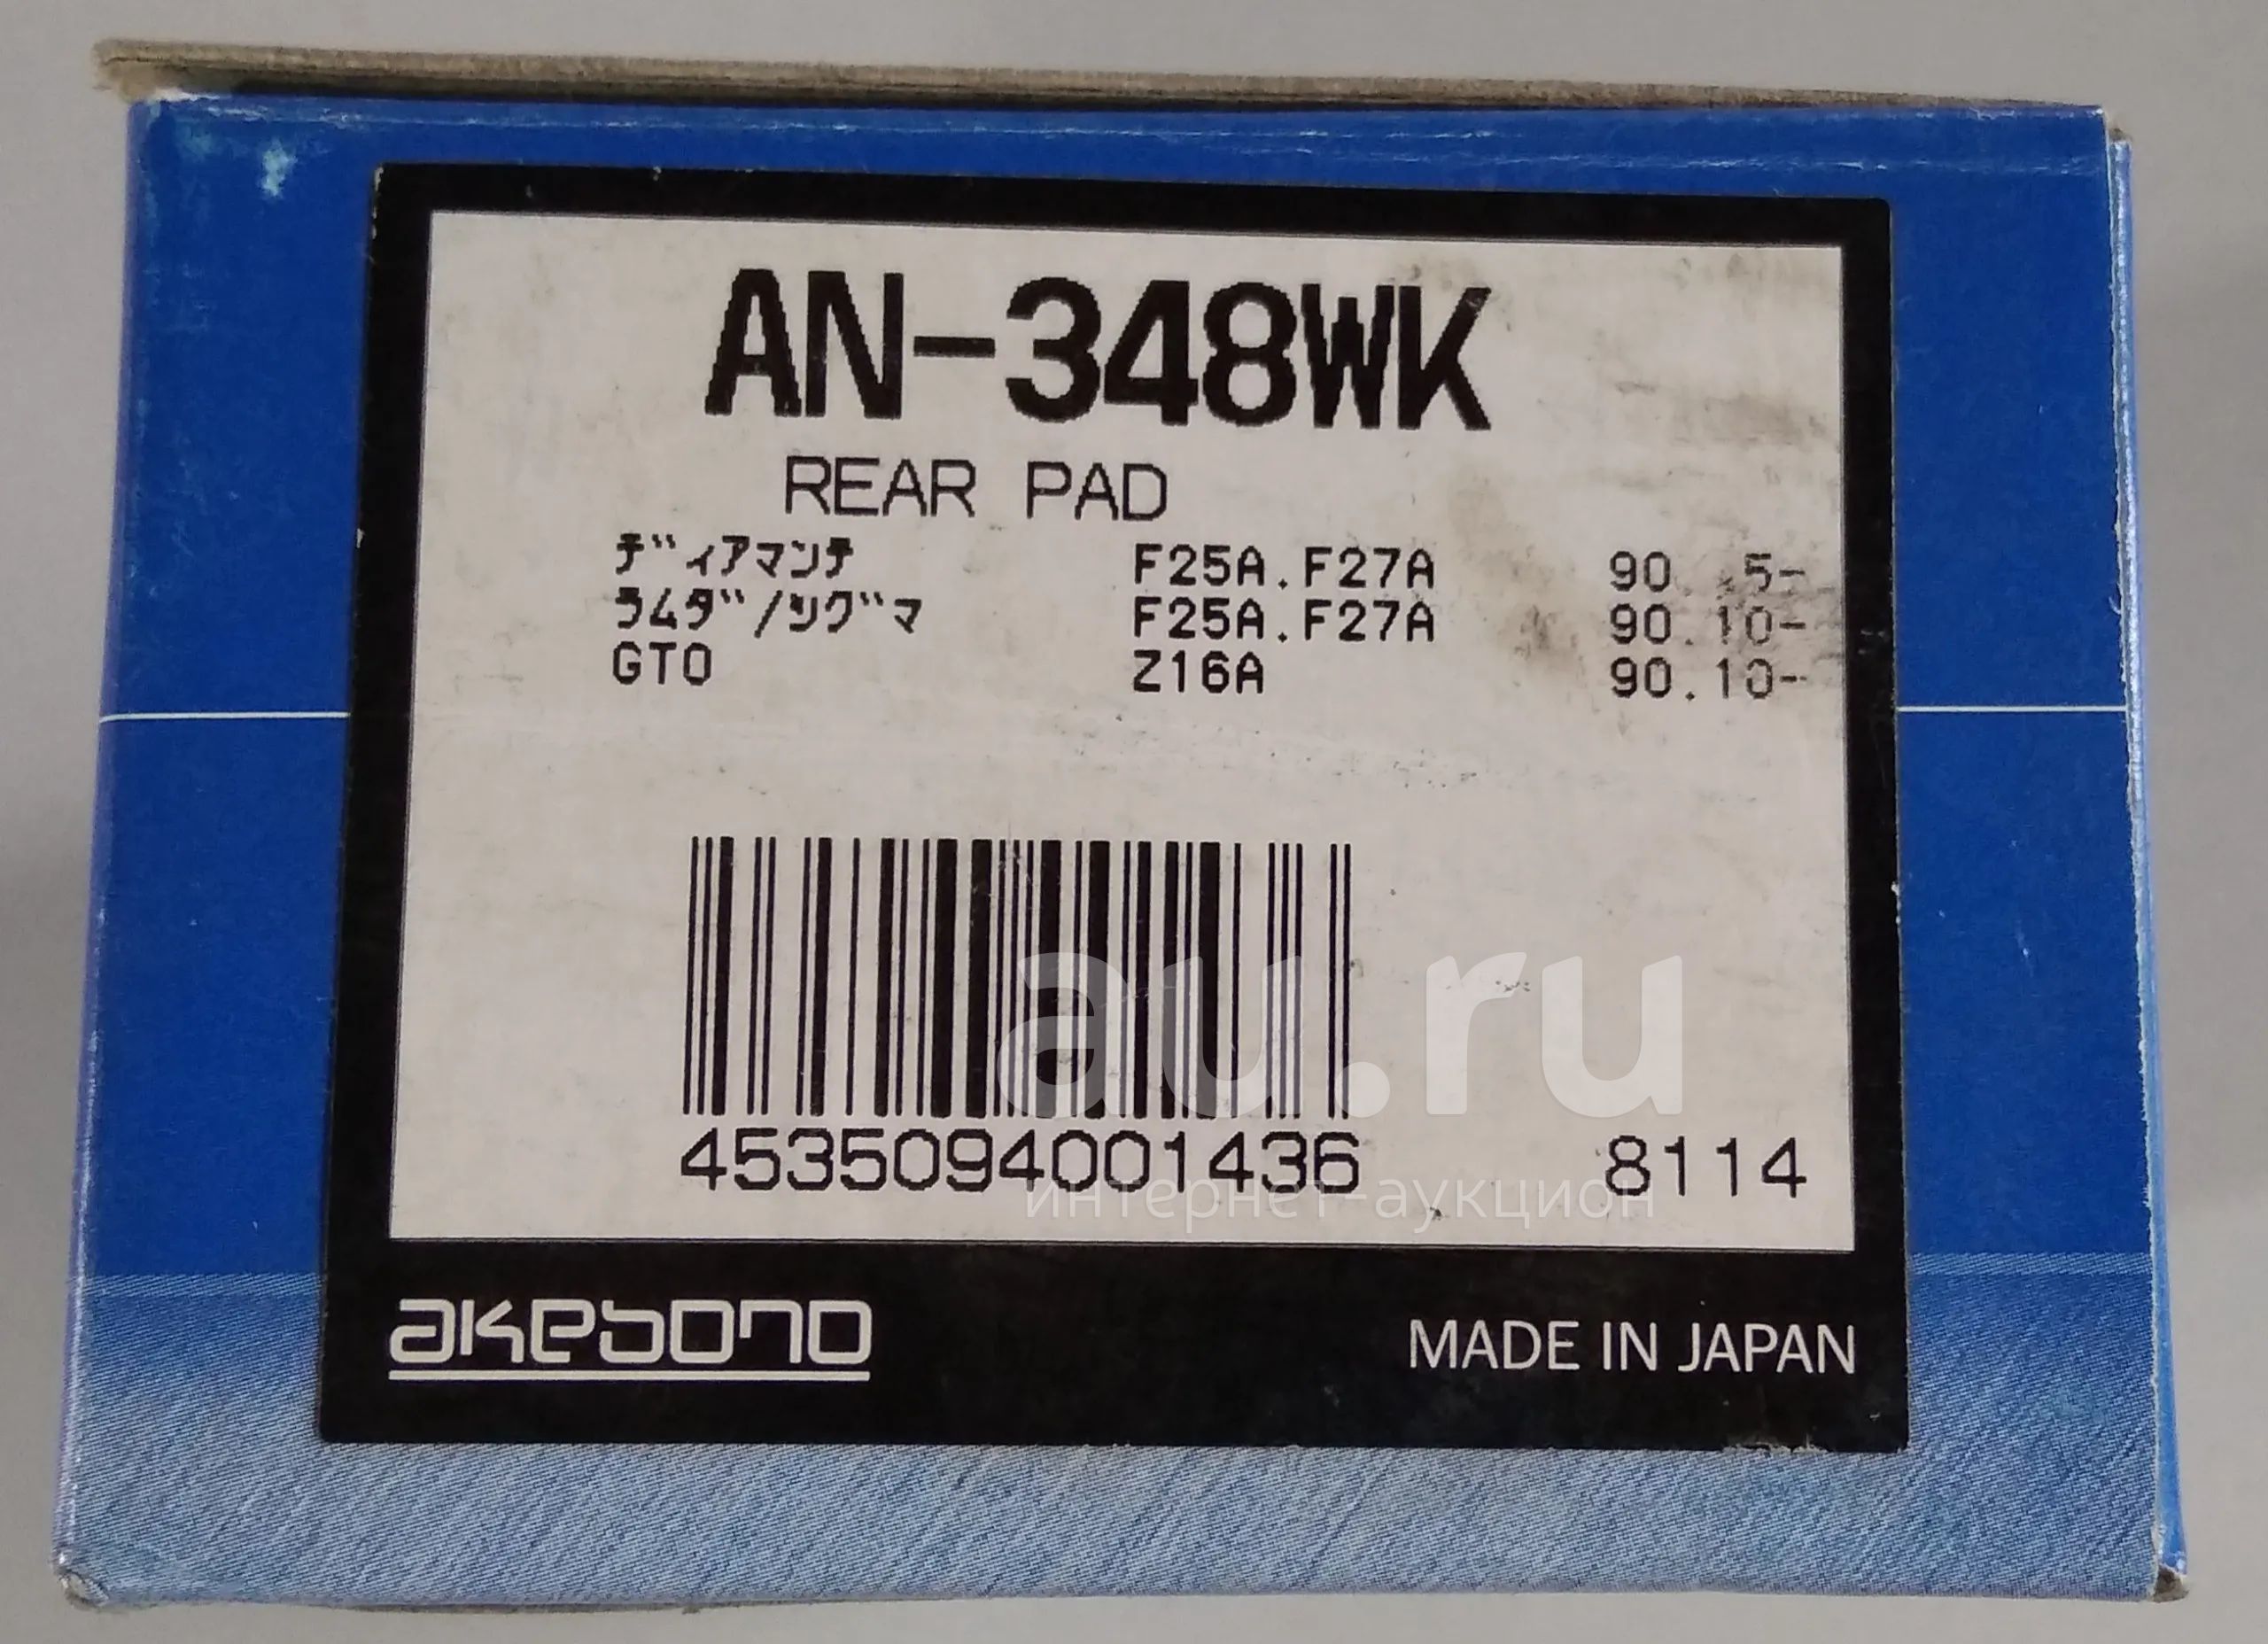 AN-348WK
REAR PAD
ディアマンテ F25A.F27A 90. 5-
ラムダ/シグマ F25A.F27A 90.10-
GTO Z16A 90.10-
au.ru
4535094001436 8114
интернет-аукцион
akebono MADE IN JAPAN